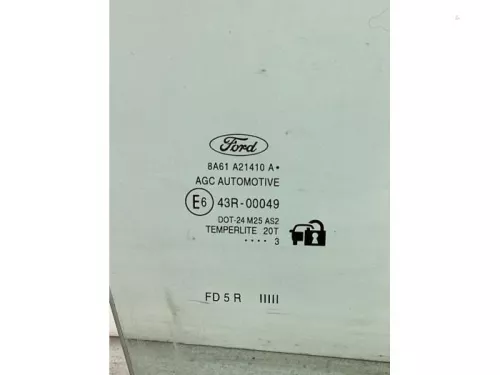 Ford
8A61 A21410 A•
AGC AUTOMOTIVE
E6 43R-00049
DOT-24 M25 AS2
TEMPERLITE 20T
•••• 3
FD 5 R IIIII